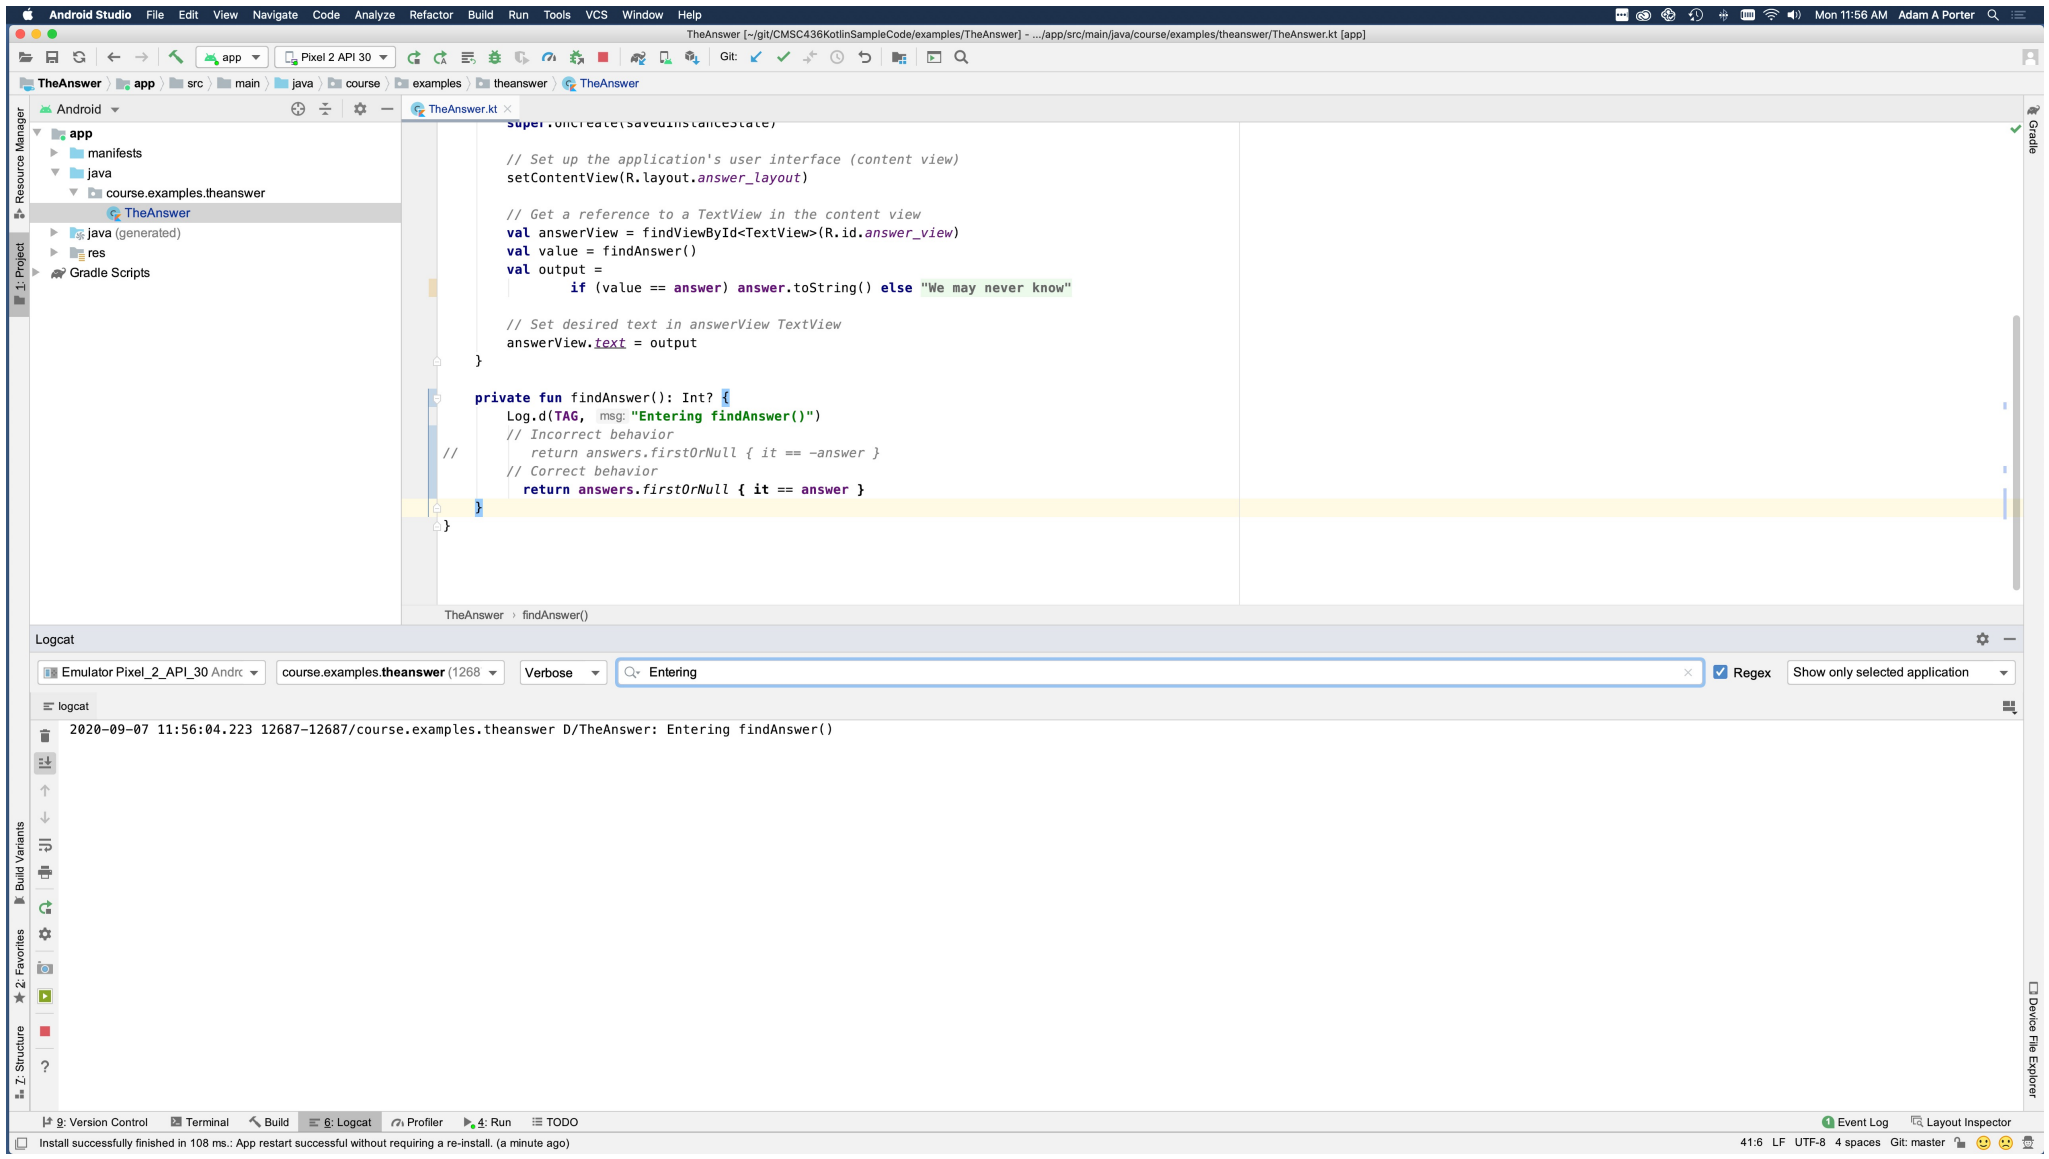 Android Studio File Edit View Navigate Code Analyze Refactor Build Run Tools VCS Window Help Mon 11:56 AM Adam A Porter
TheAnswer [~/git/CMSC436KotlinSampleCode/examples/TheAnswer] - .../app/src/main/java/course/examples/theanswer/TheAnswer.kt [app]
app Pixel 2 API 30 Git:
TheAnswer app src main java course examples theanswer TheAnswer
Android TheAnswer.kt
Resource Manager
1: Project
app
manifests
java
course.examples.theanswer
TheAnswer
java (generated)
res
Gradle Scripts
super.onCreate(savedInstanceState)
// Set up the application's user interface (content view)
setContentView(R.layout.answer_layout)
// Get a reference to a TextView in the content view
val answerView = findViewById<TextView>(R.id.answer_view)
val value = findAnswer()
val output =
if (value == answer) answer.toString() else "We may never know"
// Set desired text in answerView TextView
answerView.text = output
}
private fun findAnswer(): Int? {
Log.d(TAG, msg: "Entering findAnswer()")
// Incorrect behavior
// return answers.firstOrNull { it == -answer }
// Correct behavior
return answers.firstOrNull { it == answer }
}
}
TheAnswer › findAnswer()
Gradle
Logcat
Emulator Pixel_2_API_30 Andrc course.examples.theanswer (1268 Verbose Entering Regex Show only selected application
logcat
2020-09-07 11:56:04.223 12687-12687/course.examples.theanswer D/TheAnswer: Entering findAnswer()
Build Variants
2: Favorites
7: Structure
?
Device File Explorer
9: Version Control Terminal Build 6: Logcat Profiler 4: Run TODO 1 Event Log Layout Inspector
Install successfully finished in 108 ms.: App restart successful without requiring a re-install. (a minute ago) 41:6 LF UTF-8 4 spaces Git: master